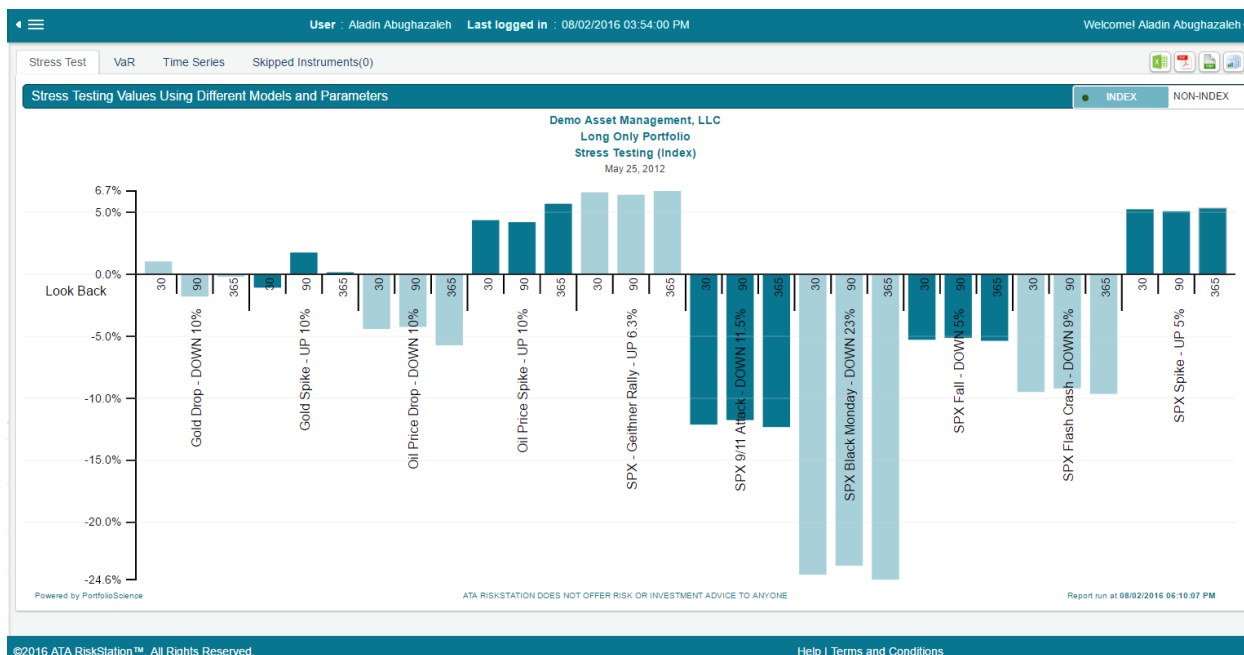 User : Aladin Abughazaleh Last logged in : 08/02/2016 03:54:00 PM
Welcome! Aladin Abughazaleh
Stress Test VaR Time Series Skipped Instruments(0)
Stress Testing Values Using Different Models and Parameters
INDEX NON-INDEX
Demo Asset Management, LLC
Long Only Portfolio
Stress Testing (Index)
May 25, 2012
6.7%
5.0%
0.0%
Look Back
-5.0%
-10.0%
-15.0%
-20.0%
-24.6%
30 90 365
Gold Drop - DOWN 10%
30 90 365
Gold Spike - UP 10%
30 90 365
Oil Price Drop - DOWN 10%
30 90 365
Oil Price Spike - UP 10%
30 90 365
SPX - Geithner Rally - UP 6.3%
30 90 365
SPX 9/11 Attack - DOWN 11.5%
30 90 365
SPX Black Monday - DOWN 23%
30 90 365
SPX Fall - DOWN 5%
30 90 365
SPX Flash Crash - DOWN 9%
30 90 365
SPX Spike - UP 5%
Powered by PortfolioScience
ATA RISKSTATION DOES NOT OFFER RISK OR INVESTMENT ADVICE TO ANYONE
Report run at 08/02/2016 06:10:07 PM
©2016 ATA RiskStation™. All Rights Reserved.
Help | Terms and Conditions